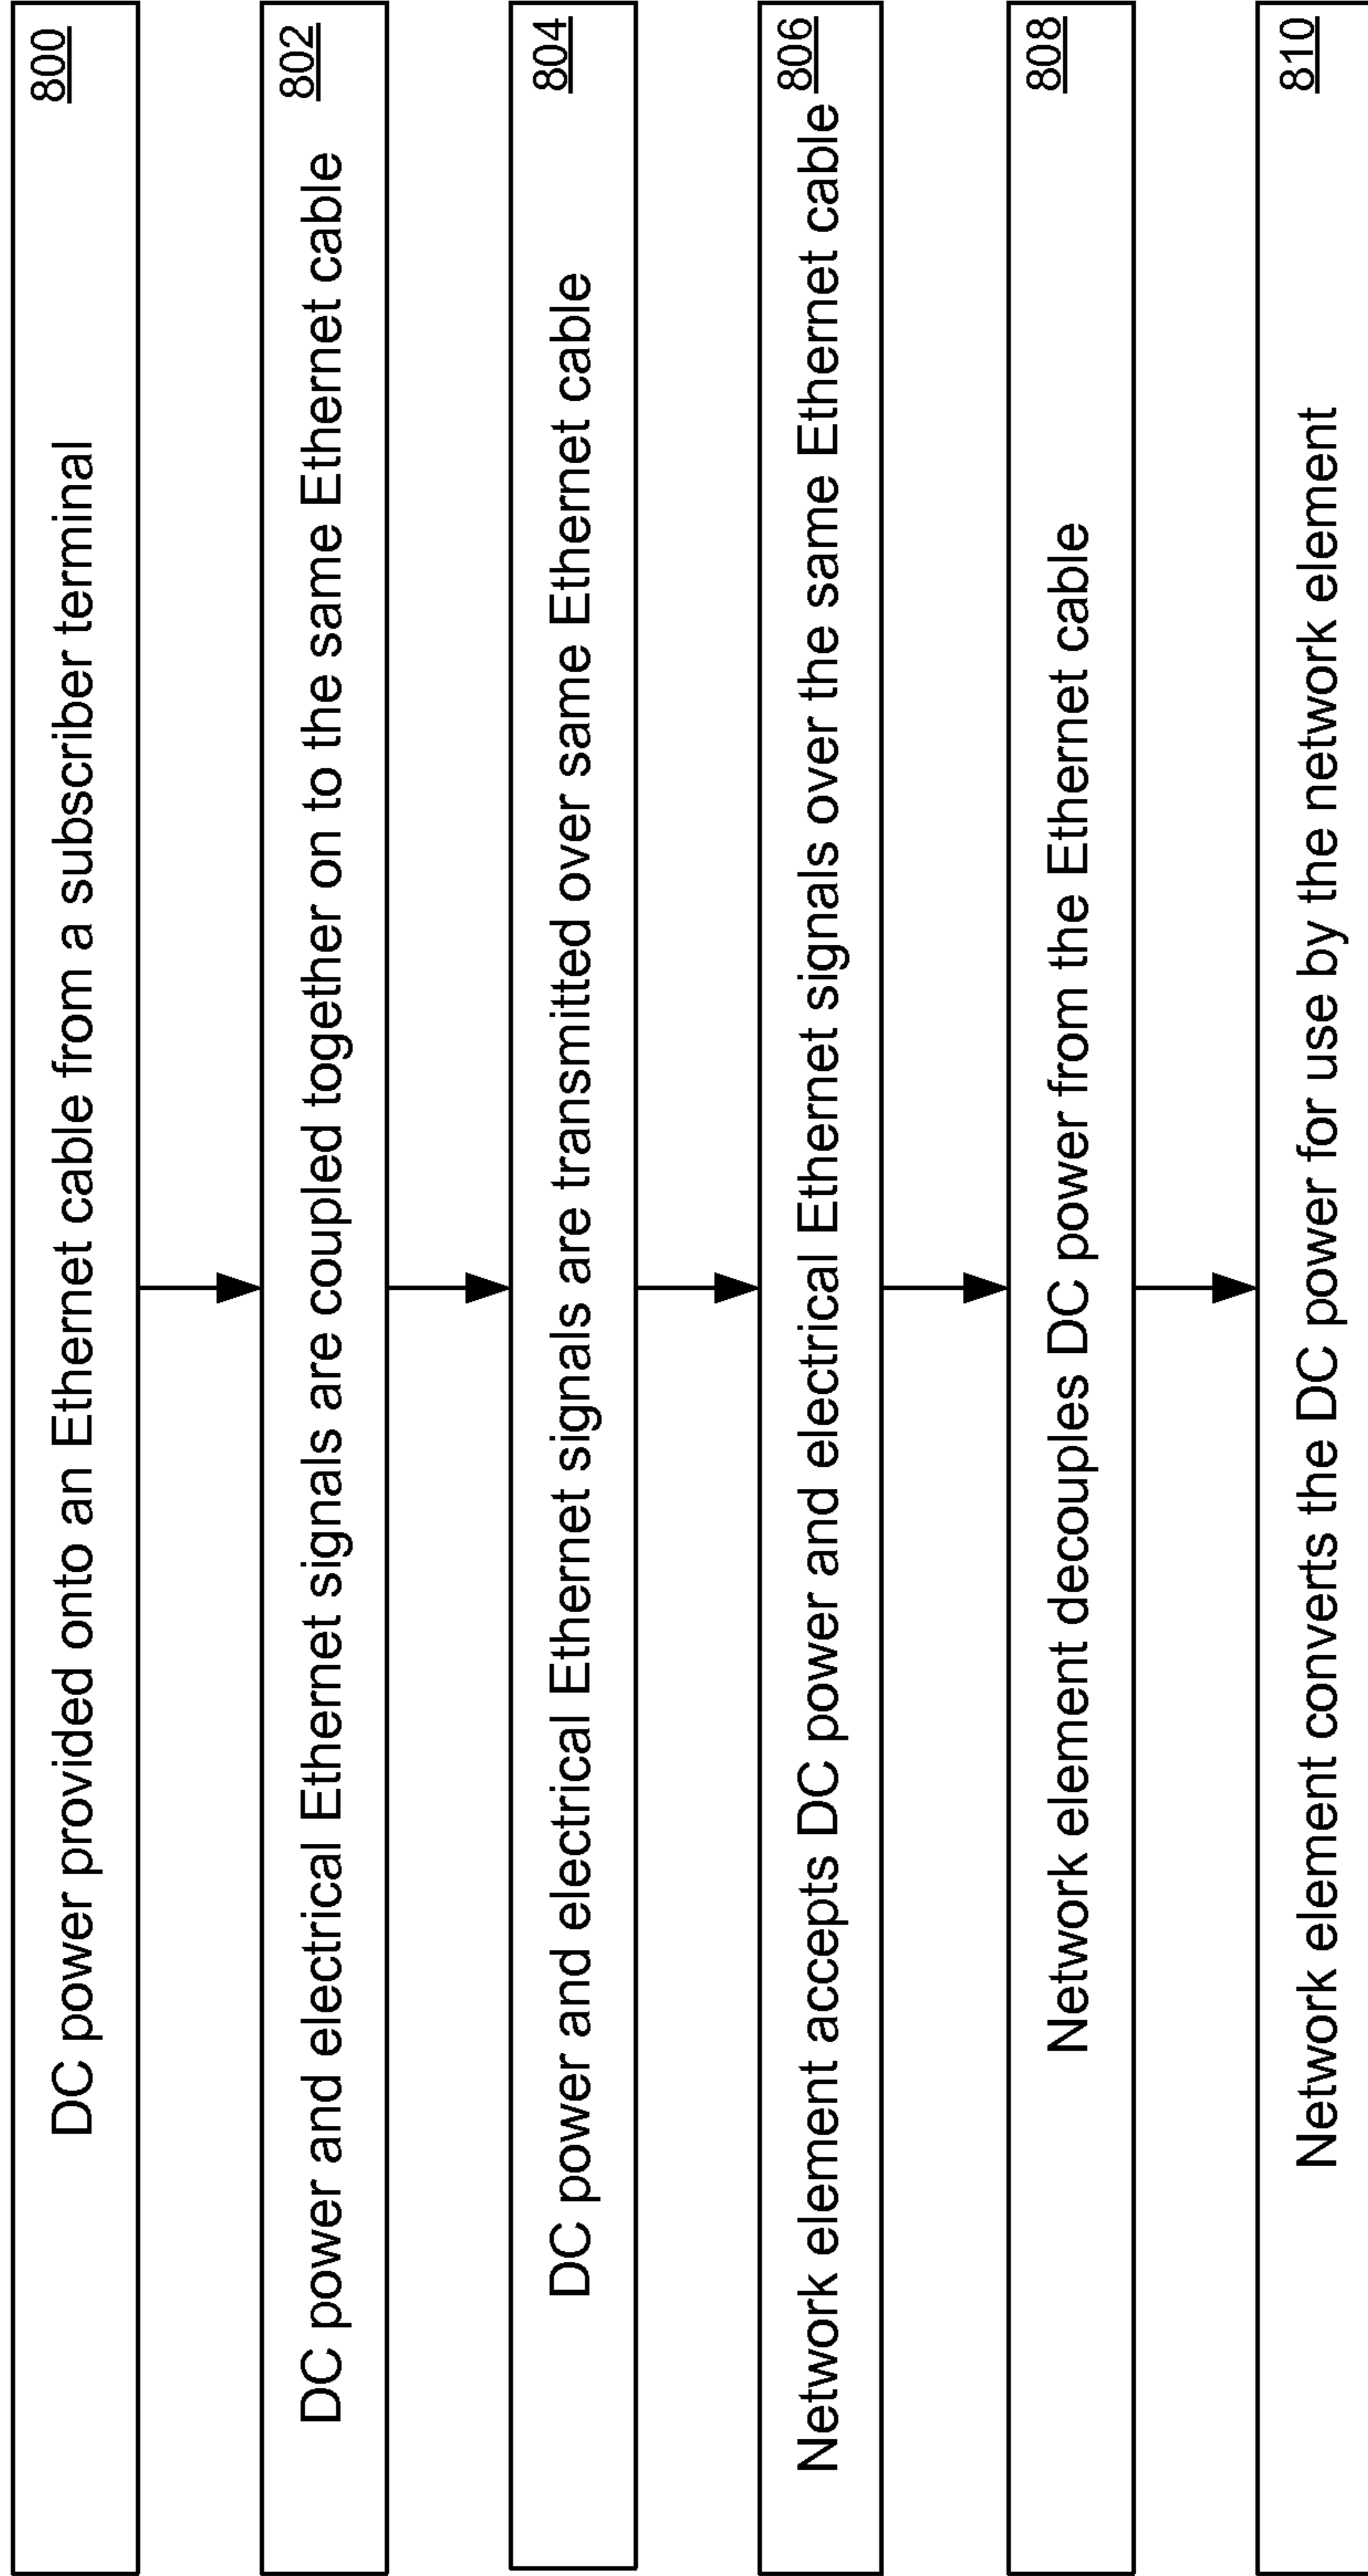 800
DC power provided onto an Ethernet cable from a subscriber terminal
802
DC power and electrical Ethernet signals are coupled together on to the same Ethernet cable
804
DC power and electrical Ethernet signals are transmitted over same Ethernet cable
806
Network element accepts DC power and electrical Ethernet signals over the same Ethernet cable
808
Network element decouples DC power from the Ethernet cable
810
Network element converts the DC power for use by the network element